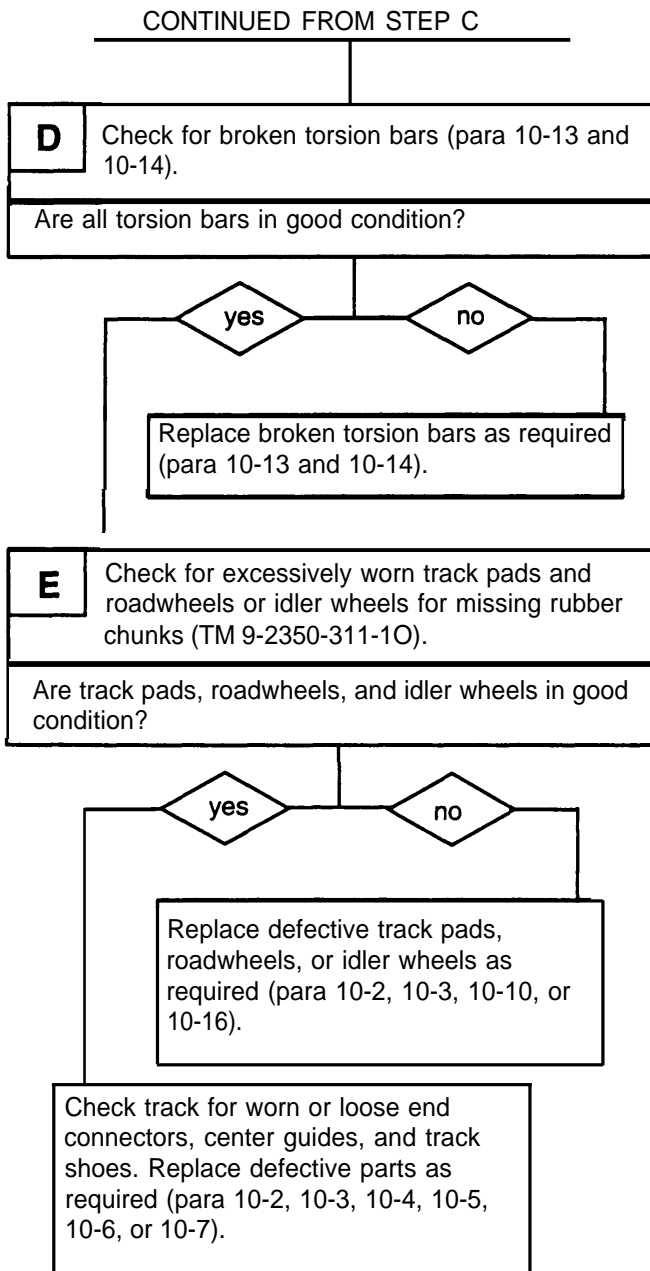 CONTINUED FROM STEP C
D
Check for broken torsion bars (para 10-13 and
10-14).
Are all torsion bars in good condition?
yes
no
Replace broken torsion bars as required
(para 10-13 and 10-14).
E
Check for excessively worn track pads and
roadwheels or idler wheels for missing rubber
chunks (TM 9-2350-311-1O).
Are track pads, roadwheels, and idler wheels in good
condition?
yes
no
Replace defective track pads,
roadwheels, or idler wheels as
required (para 10-2, 10-3, 10-10, or
10-16).
Check track for worn or loose end
connectors, center guides, and track
shoes. Replace defective parts as
required (para 10-2, 10-3, 10-4, 10-5,
10-6, or 10-7).